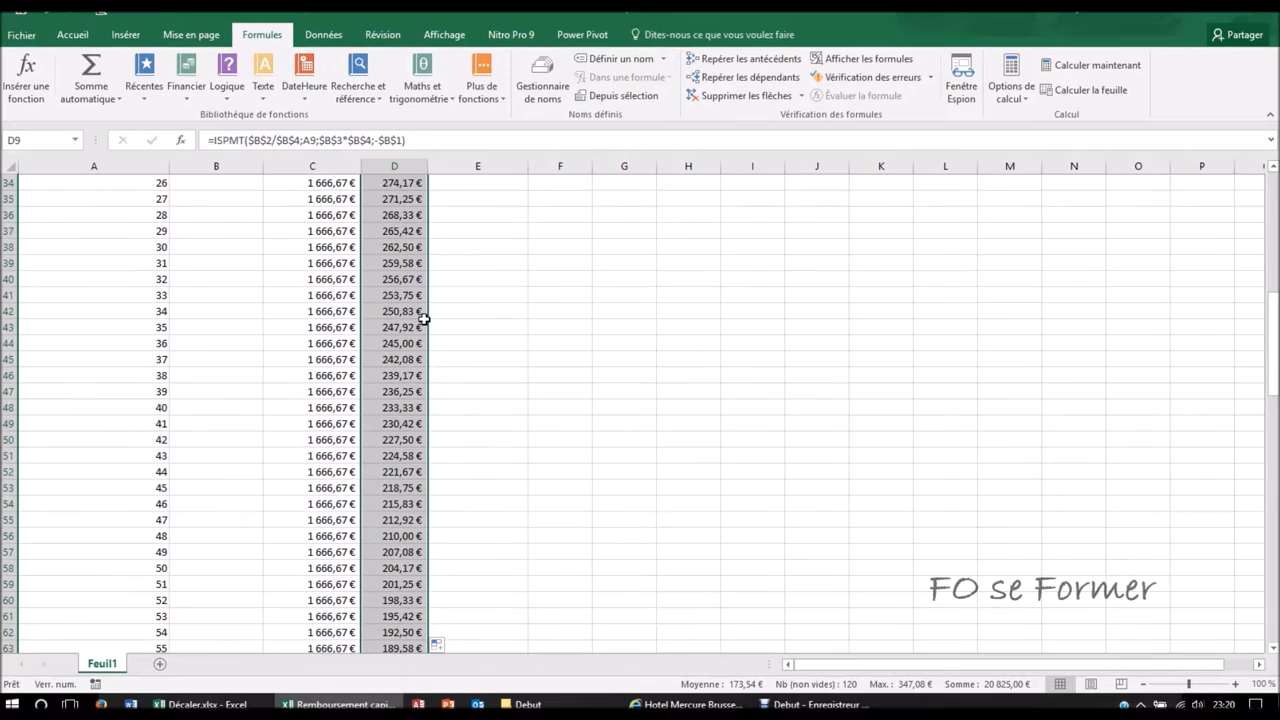 Fichier Accueil Insérer Mise en page Formules Données Révision Affichage Nitro Pro 9 Power Pivot Dites-nous ce que vous voulez faire Partager
Insérer une fonction Somme automatique Récentes Financier Logique Texte DateHeure Recherche et référence Maths et trigonométrie Plus de fonctions
Bibliothèque de fonctions
Gestionnaire de noms
Définir un nom
Dans une formule
Depuis sélection
Noms définis
Repérer les antécédents Afficher les formules
Repérer les dépendants Vérification des erreurs
Supprimer les flèches Évaluer la formule
Vérification des formules
Fenêtre Espion
Options de calcul
Calculer maintenant
Calculer la feuille
Calcul
D9 fx =ISPMT($B$2/$B$4;A9;$B$3*$B$4;-$B$1)
A B C D E F G H I J K L M N O P
34 26 1 666,67 € 274,17 €
35 27 1 666,67 € 271,25 €
36 28 1 666,67 € 268,33 €
37 29 1 666,67 € 265,42 €
38 30 1 666,67 € 262,50 €
39 31 1 666,67 € 259,58 €
40 32 1 666,67 € 256,67 €
41 33 1 666,67 € 253,75 €
42 34 1 666,67 € 250,83 €
43 35 1 666,67 € 247,92 €
44 36 1 666,67 € 245,00 €
45 37 1 666,67 € 242,08 €
46 38 1 666,67 € 239,17 €
47 39 1 666,67 € 236,25 €
48 40 1 666,67 € 233,33 €
49 41 1 666,67 € 230,42 €
50 42 1 666,67 € 227,50 €
51 43 1 666,67 € 224,58 €
52 44 1 666,67 € 221,67 €
53 45 1 666,67 € 218,75 €
54 46 1 666,67 € 215,83 €
55 47 1 666,67 € 212,92 €
56 48 1 666,67 € 210,00 €
57 49 1 666,67 € 207,08 €
58 50 1 666,67 € 204,17 €
59 51 1 666,67 € 201,25 €
60 52 1 666,67 € 198,33 €
61 53 1 666,67 € 195,42 €
62 54 1 666,67 € 192,50 €
63 55 1 666,67 € 189,58 €
FO se Former
Feuil1
Prêt Verr. num. Moyenne : 173,54 € Nb (non vides) : 120 Max. : 347,08 € Somme : 20 825,00 € 100 %
Décaler.xlsx - Excel Remboursement capi... Debut Hotel Mercure Brusse... Debut - Enregistreur ... 23:20